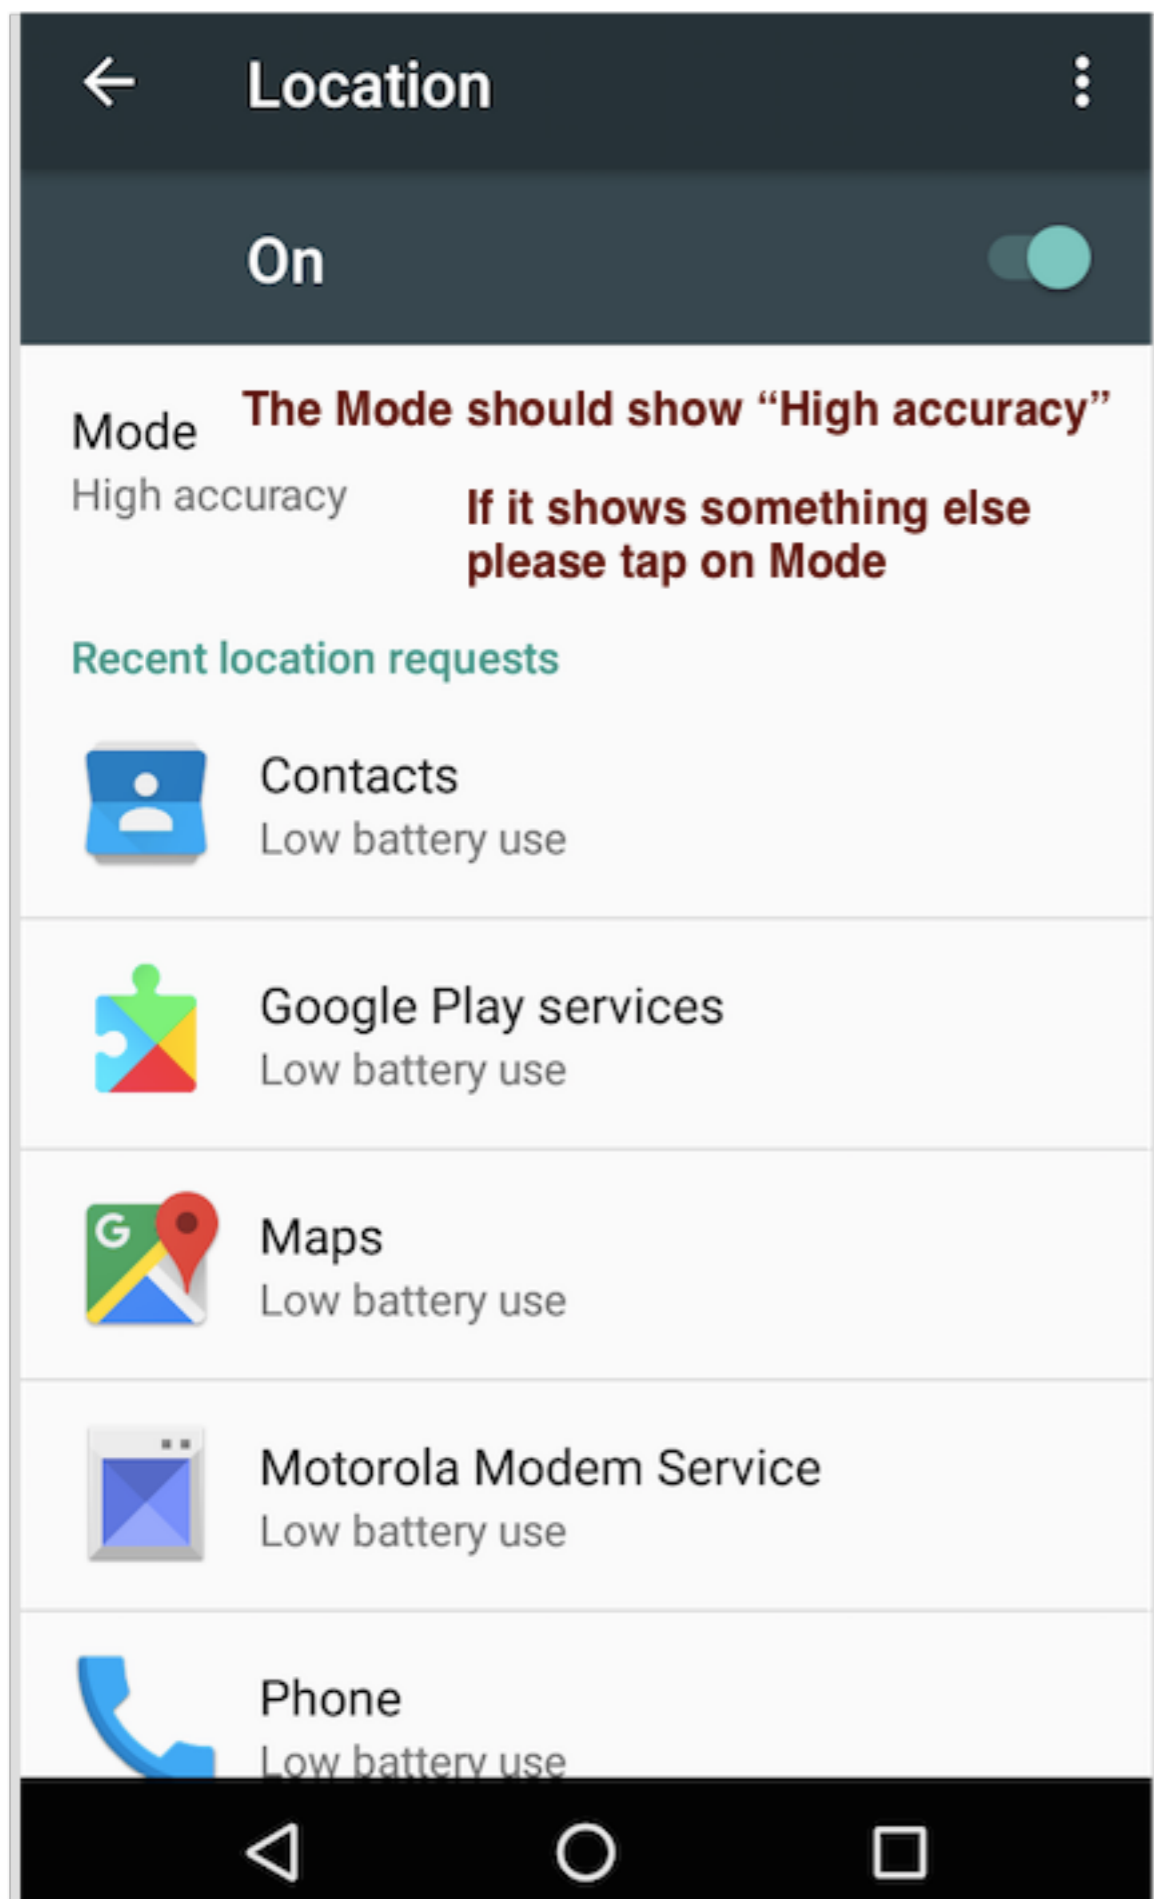 Location
On
Mode
The Mode should show “High accuracy”
High accuracy
If it shows something else
please tap on Mode
Recent location requests
Contacts
Low battery use
Google Play services
Low battery use
G
Maps
Low battery use
Motorola Modem Service
Low battery use
Phone
Low battery use